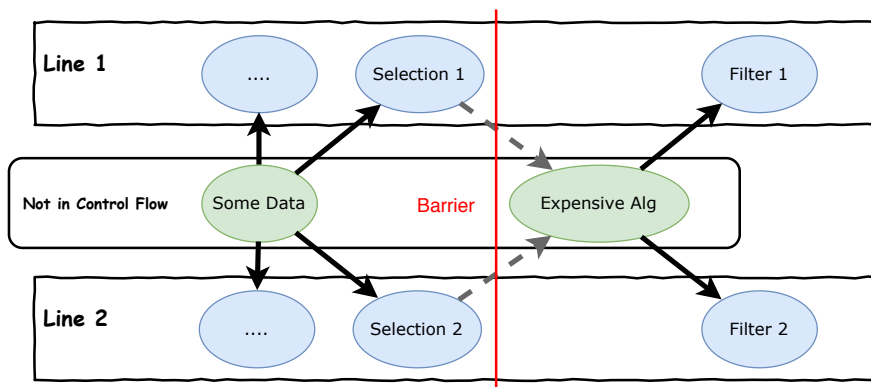 Line 1
....
Selection 1
Filter 1
Not in Control Flow
Some Data
Barrier
Expensive Alg
Line 2
....
Selection 2
Filter 2